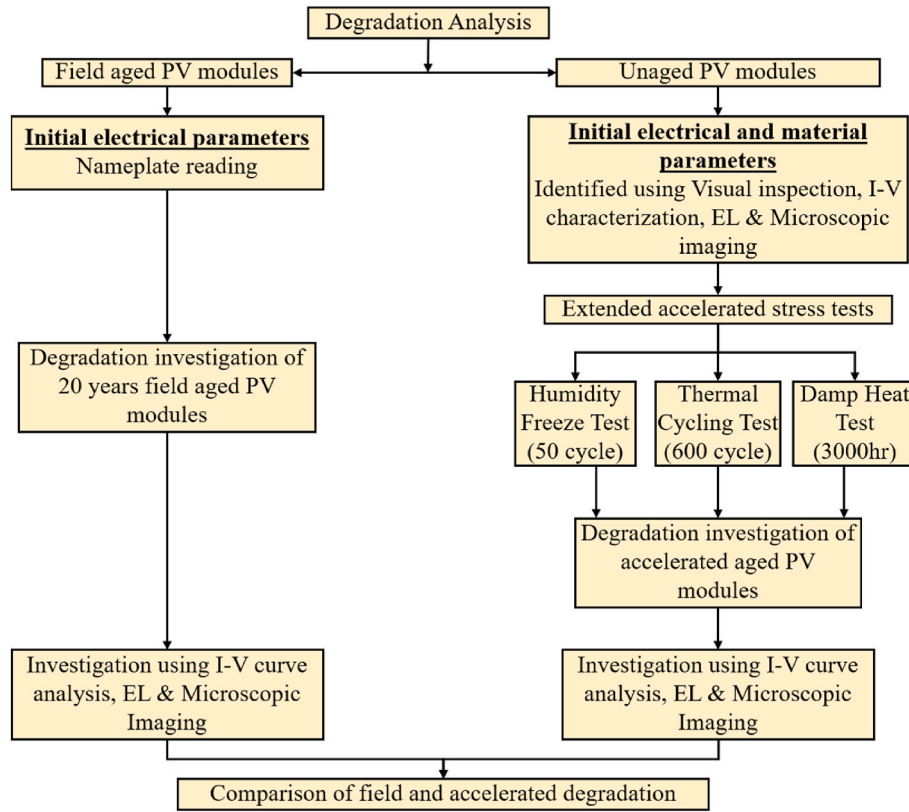 Degradation Analysis
Field aged PV modules
Unaged PV modules
Initial electrical parameters
Nameplate reading
Initial electrical and material
parameters
Identified using Visual inspection, I-V
characterization, EL & Microscopic
imaging
Extended accelerated stress tests
Degradation investigation of
20 years field aged PV
modules
Humidity
Freeze Test
(50 cycle)
Thermal
Cycling Test
(600 cycle)
Damp Heat
Test
(3000hr)
Degradation investigation of
accelerated aged PV
modules
Investigation using I-V curve
analysis, EL & Microscopic
Imaging
Investigation using I-V curve
analysis, EL & Microscopic
Imaging
Comparison of field and accelerated degradation